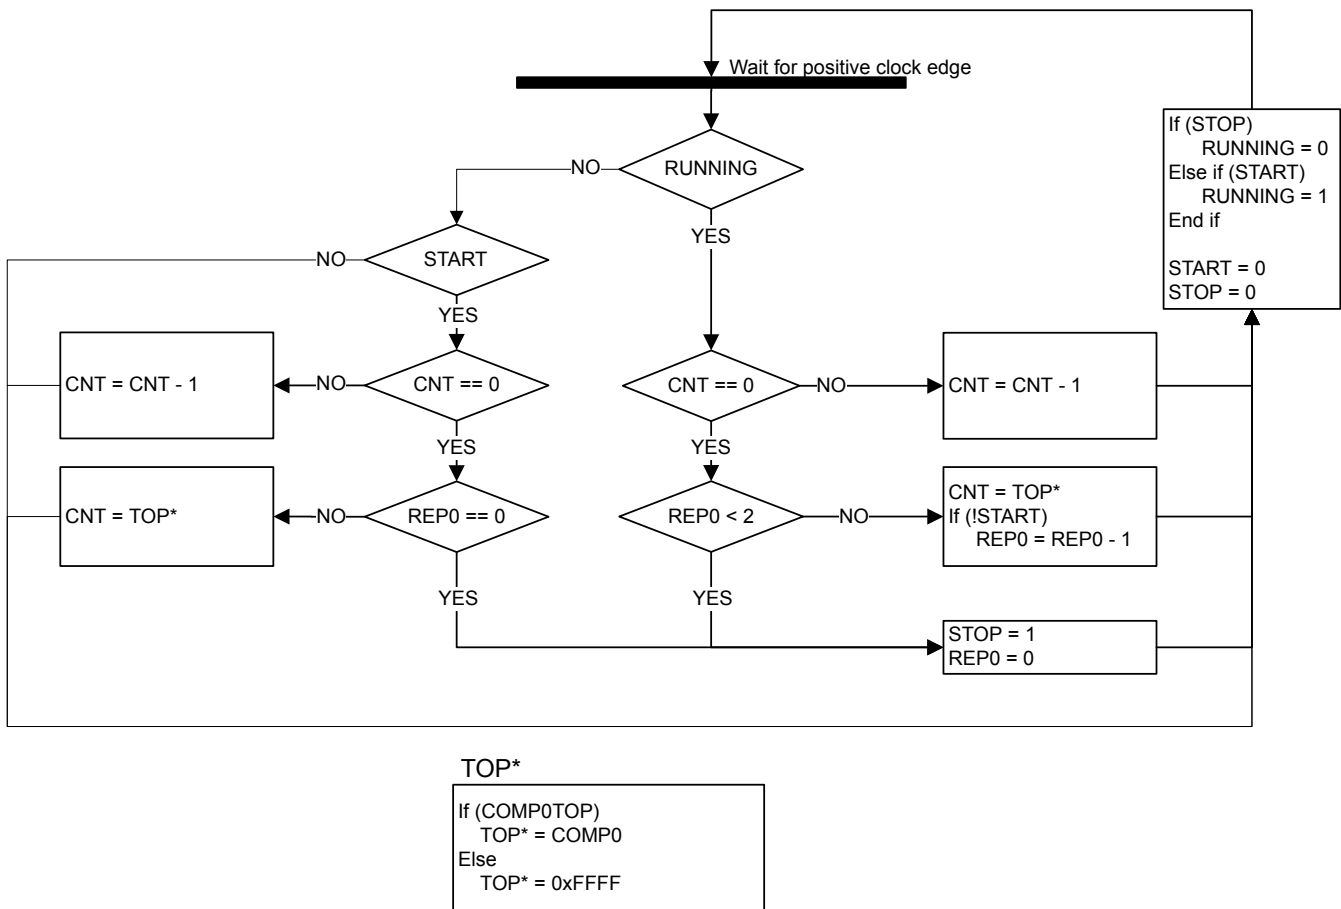 Wait for positive clock edge
RUNNING
NO
YES
If (STOP)
RUNNING = 0
Else if (START)
RUNNING = 1
End if
START = 0
STOP = 0
START
NO
YES
CNT = CNT - 1
NO
CNT == 0
YES
CNT == 0
NO
CNT = CNT - 1
YES
CNT = TOP*
NO
REP0 == 0
YES
REP0 < 2
NO
CNT = TOP*
If (!START)
REP0 = REP0 - 1
YES
STOP = 1
REP0 = 0
TOP*
If (COMP0TOP)
TOP* = COMP0
Else
TOP* = 0xFFFF